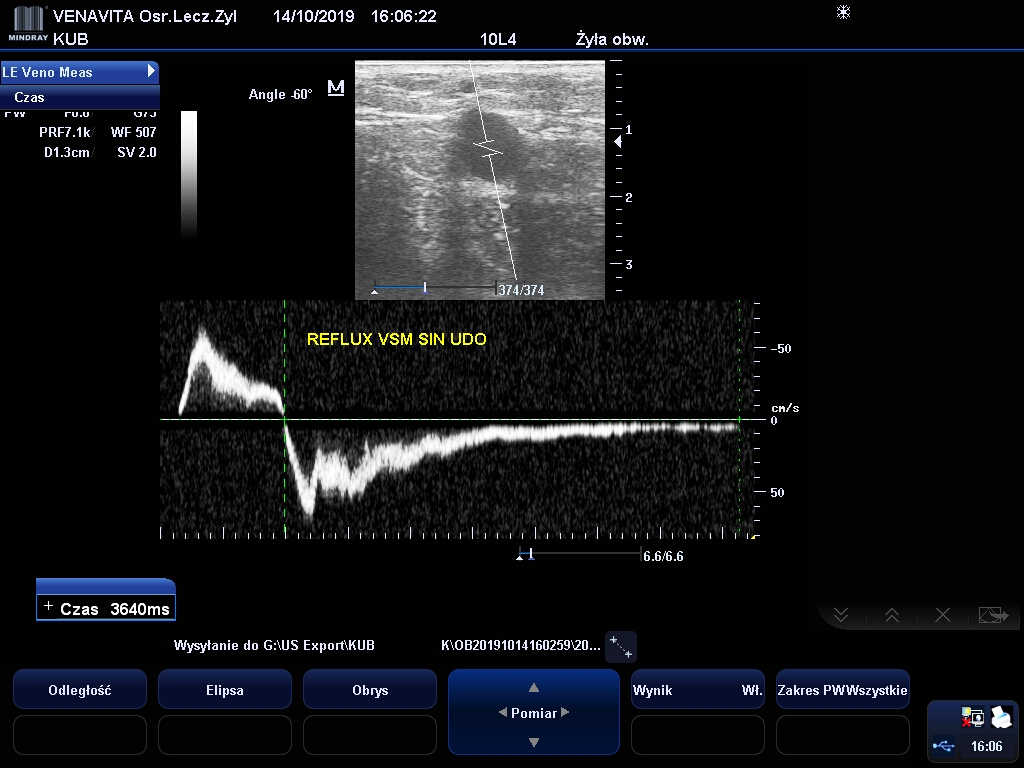 VENAVITA Osr.Lecz.Zyl 14/10/2019 16:06:22
MINDRAY KUB 10L4 Żyła obw.
LE Veno Meas
Czas
Angle -60° M
PW G75
PRF7.1k WF 507
D1.3cm SV 2.0
1
2
3
374/374
REFLUX VSM SIN UDO
-50
cm/s
0
50
6.6/6.6
+ Czas 3640ms
Wysyłanie do G:\US Export\KUB K\OB20191014160259\20...
Odległość Elipsa Obrys Pomiar Wynik Wł. Zakres PWWszystkie
16:06